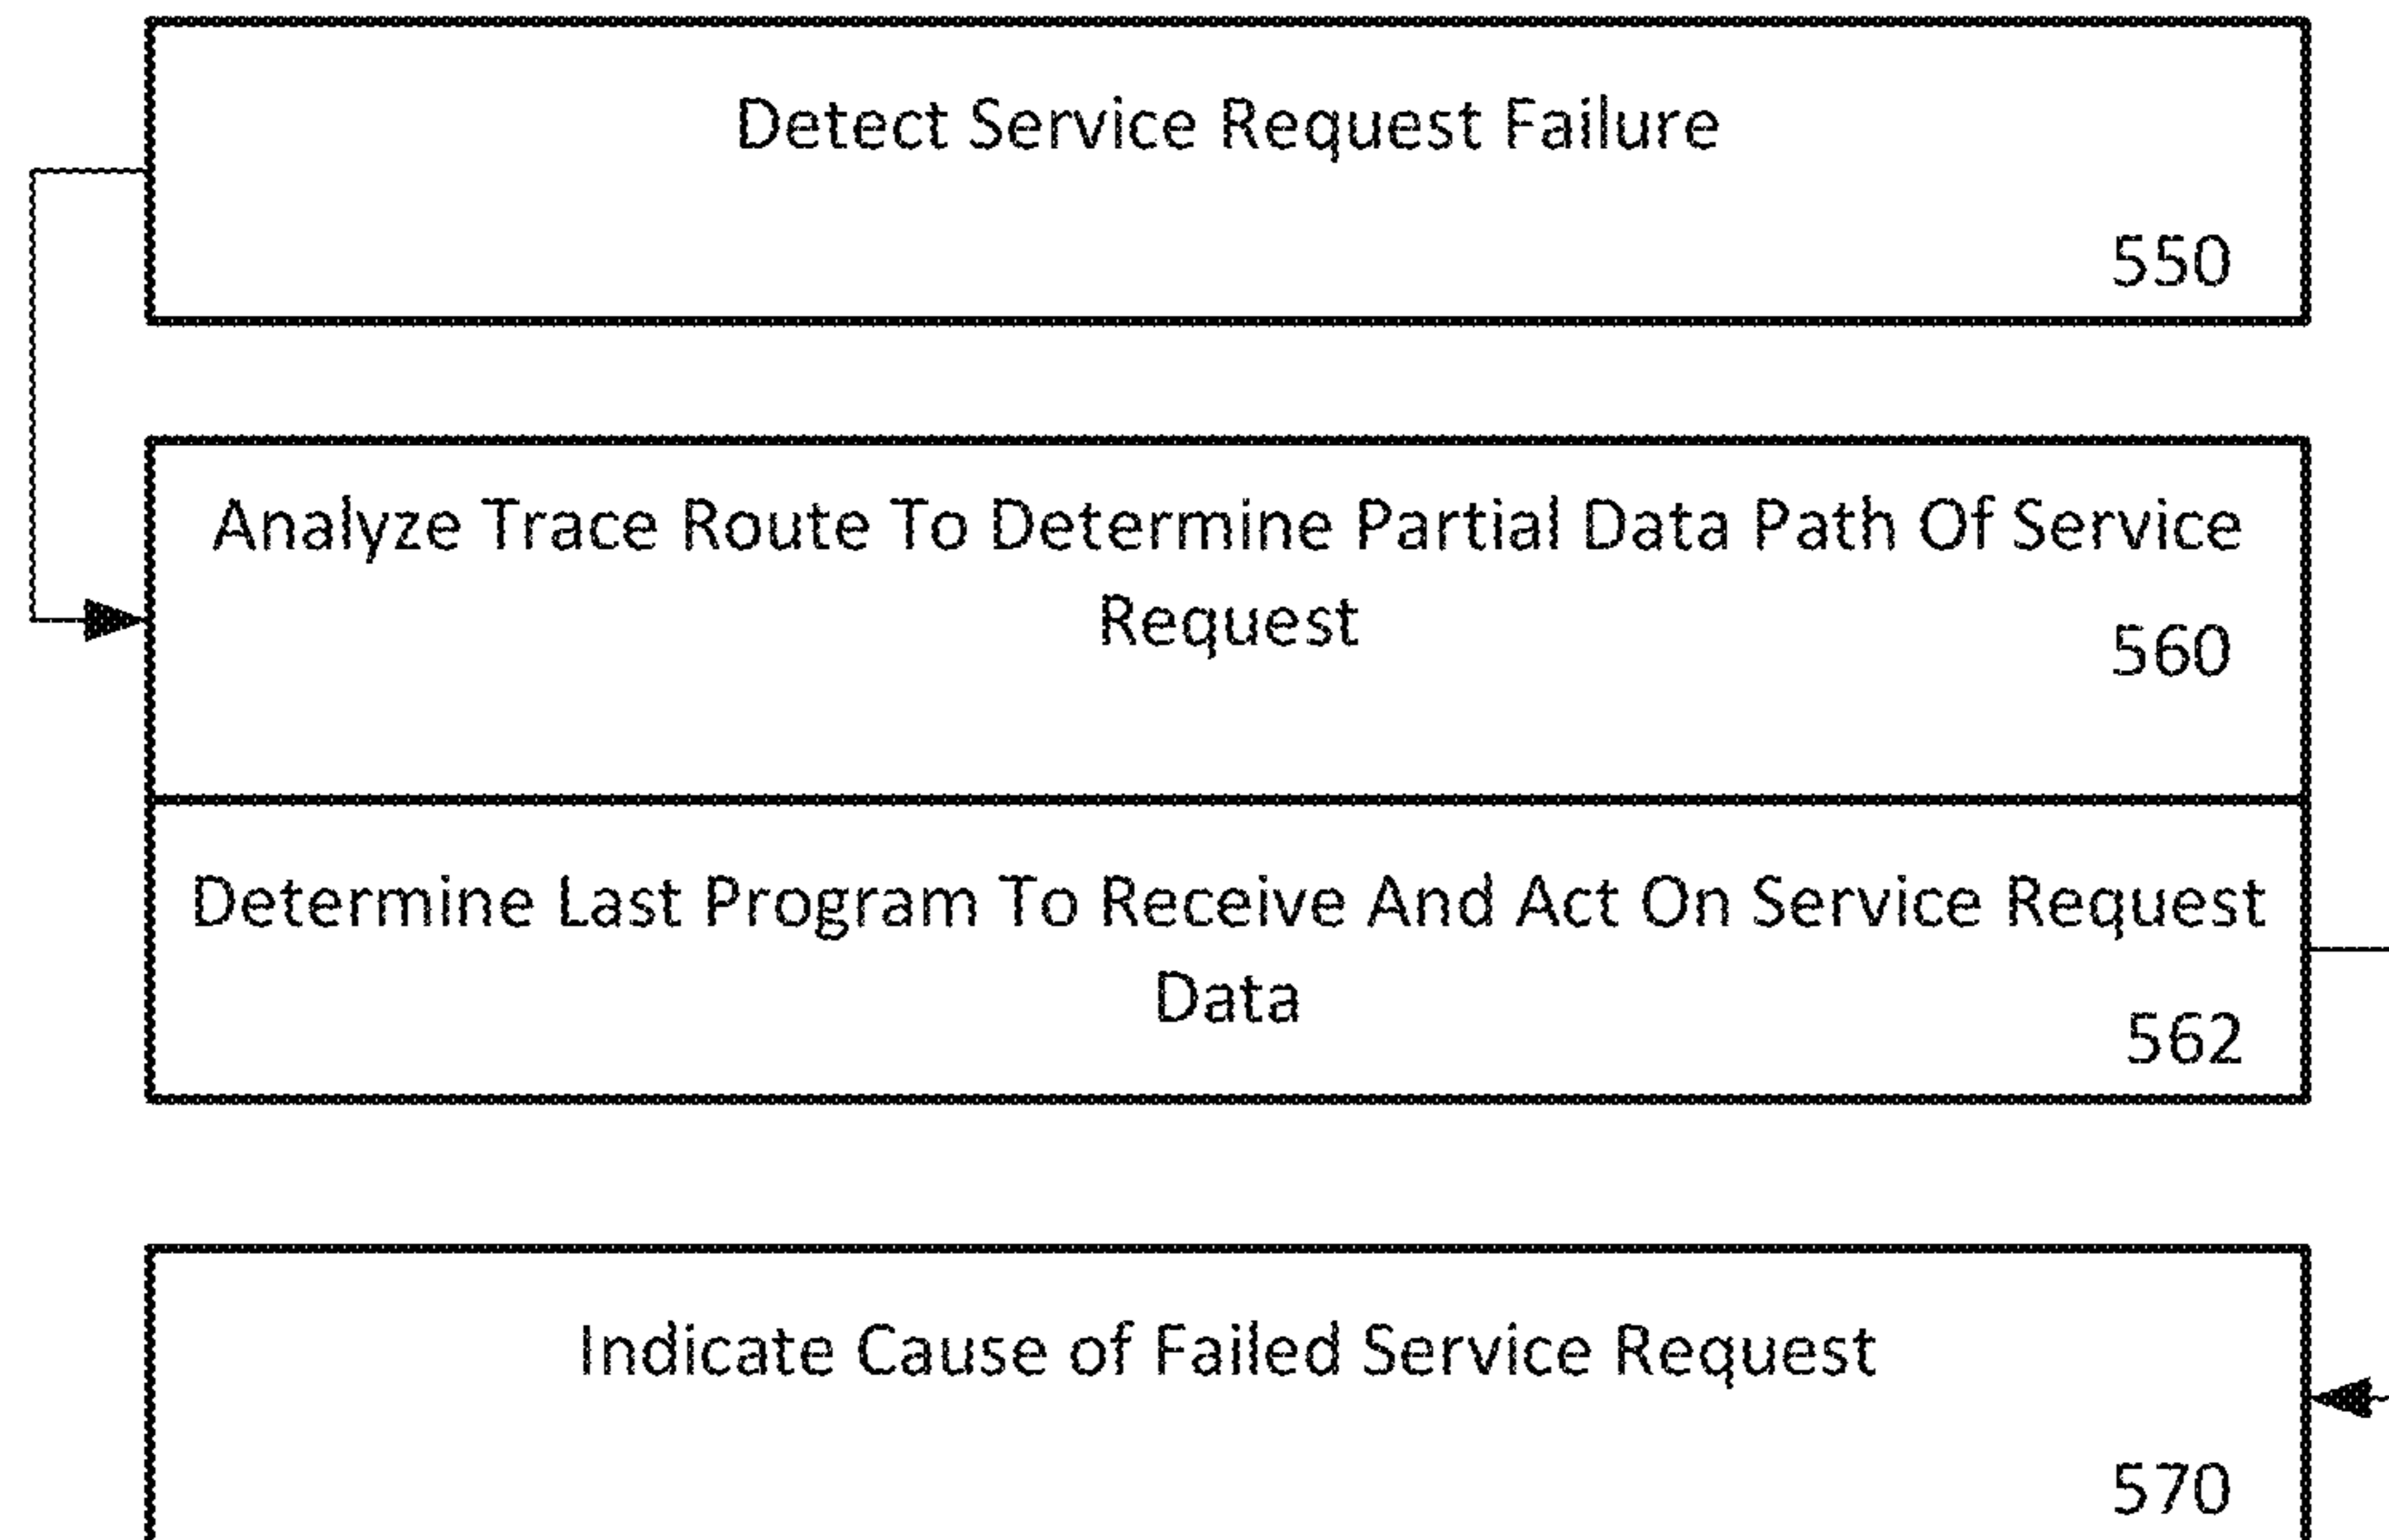 Detect Service Request Failure
550
Analyze Trace Route To Determine Partial Data Path Of Service
Request
560
Determine Last Program To Receive And Act On Service Request
Data
562
Indicate Cause of Failed Service Request
570